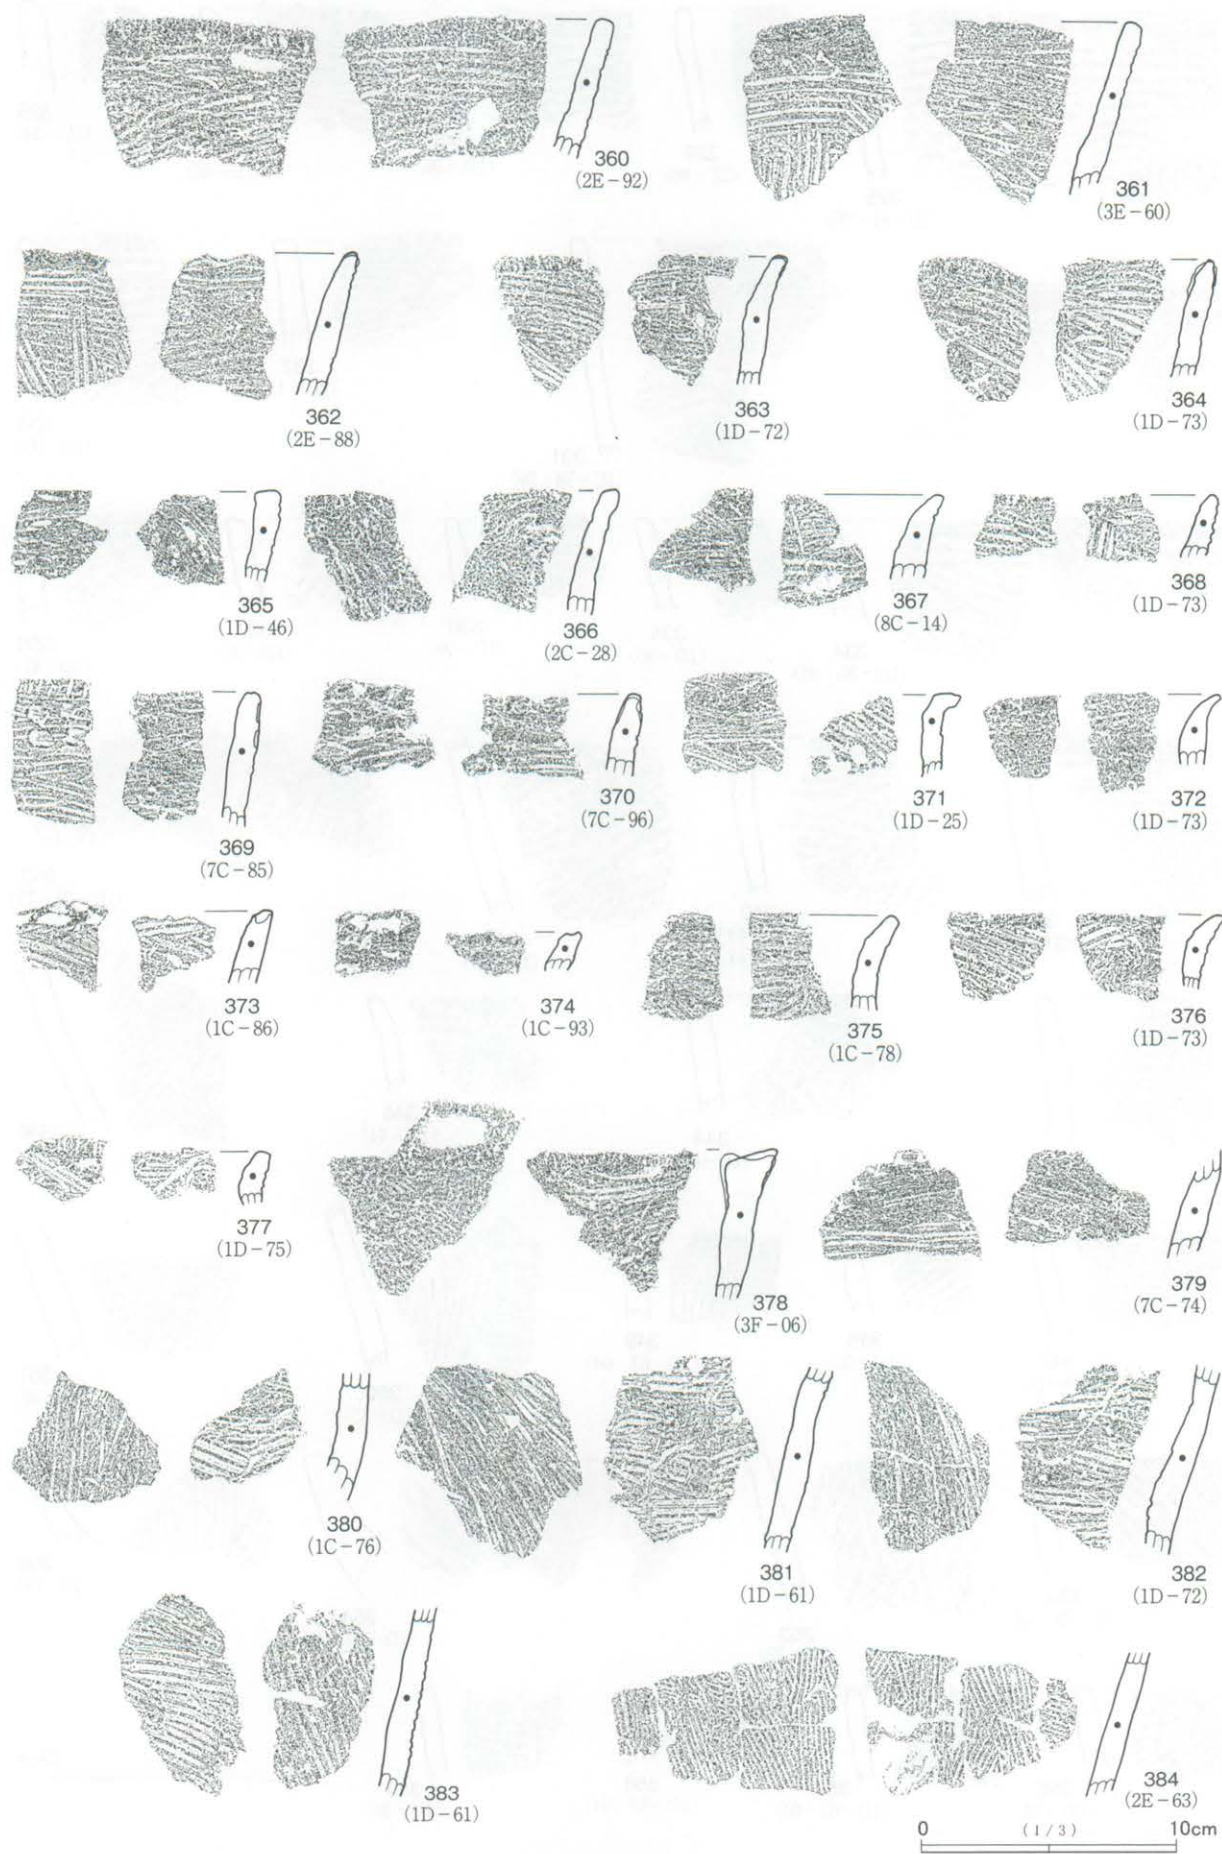 360
(2E-92)
361
(3E-60)
362
(2E-88)
363
(1D-72)
364
(1D-73)
365
(1D-46)
366
(2C-28)
367
(8C-14)
368
(1D-73)
369
(7C-85)
370
(7C-96)
371
(1D-25)
372
(1D-73)
373
(1C-86)
374
(1C-93)
375
(1C-78)
376
(1D-73)
377
(1D-75)
378
(3F-06)
379
(7C-74)
380
(1C-76)
381
(1D-61)
382
(1D-72)
383
(1D-61)
384
(2E-63)
0 (1/3) 10cm